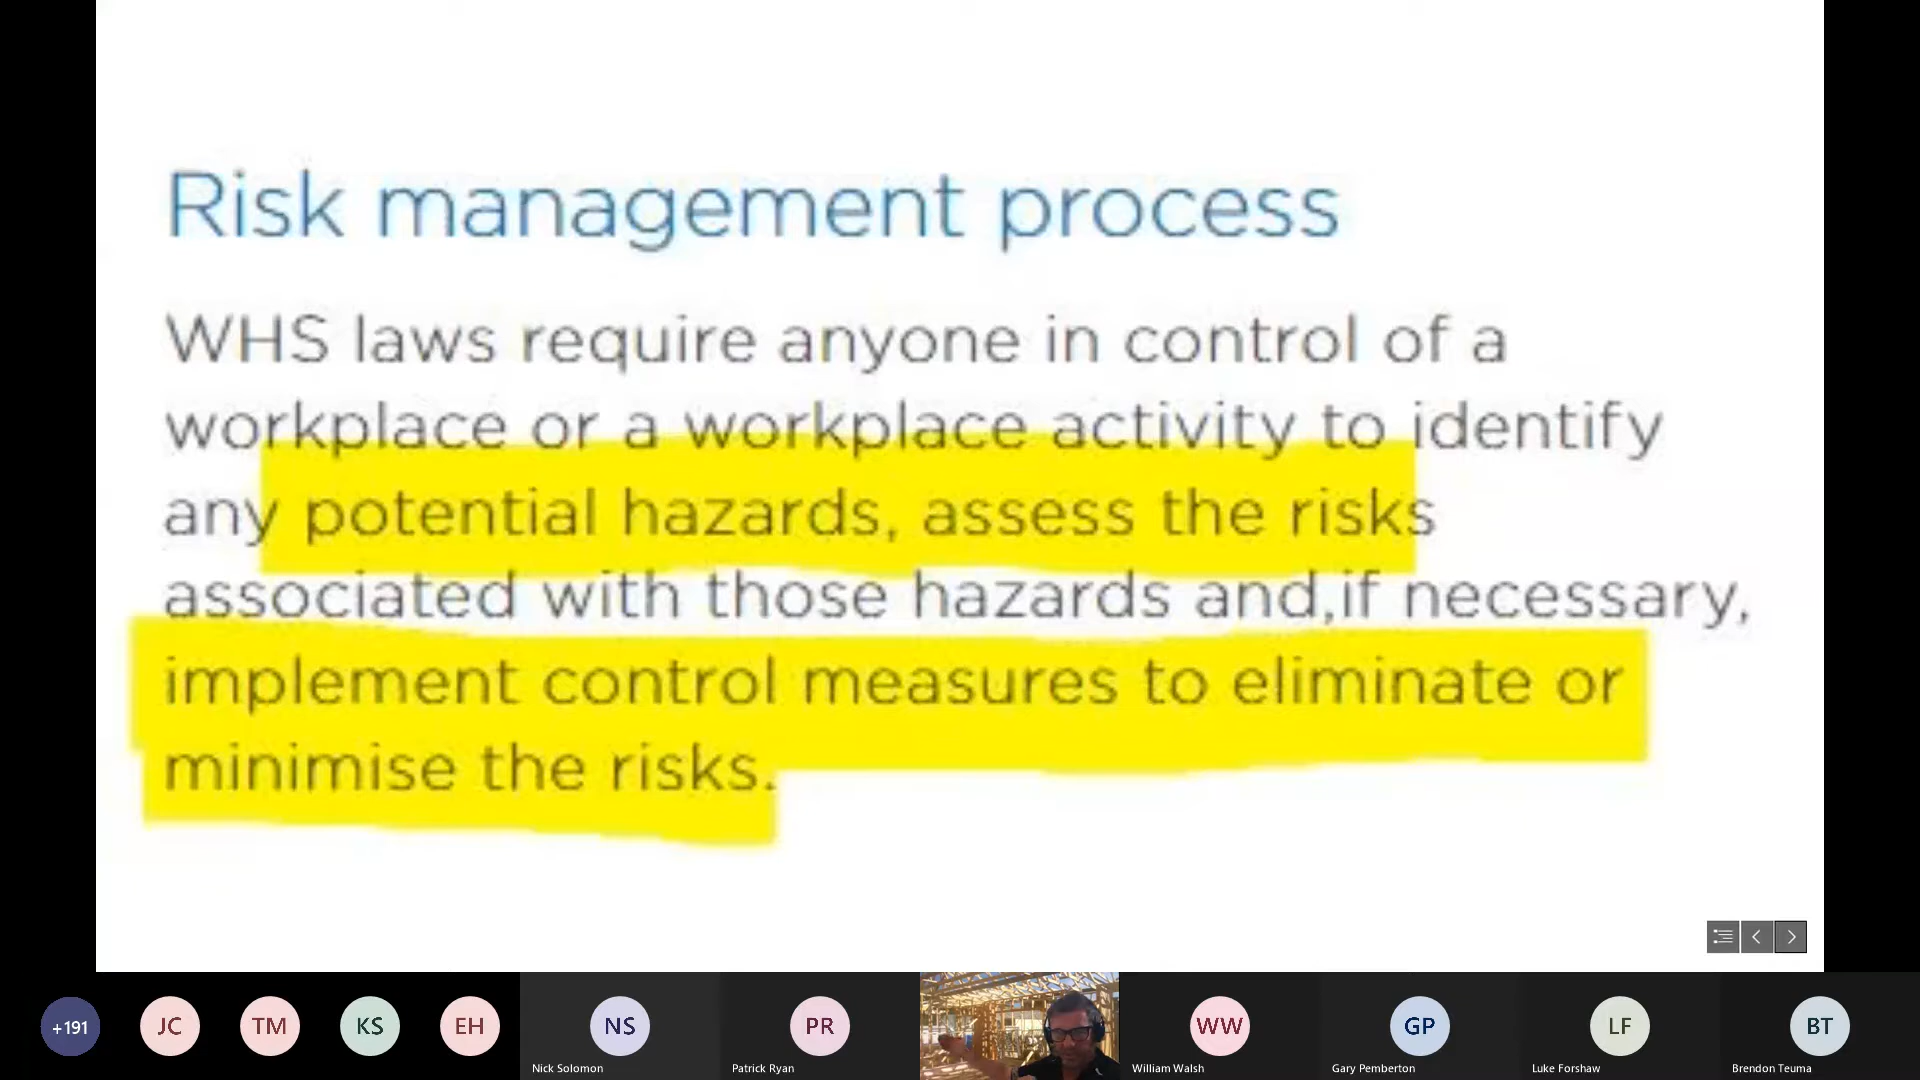 Risk management process
WHS laws require anyone in control of a
workplace or a workplace activity to identify
any potential hazards, assess the risks
associated with those hazards and,if necessary,
implement control measures to eliminate or
minimise the risks.
+191
JC
TM
KS
EH
NS
PR
WW
GP
LF
BT
Nick Solomon
Patrick Ryan
William Walsh
Gary Pemberton
Luke Forshaw
Brendon Teuma